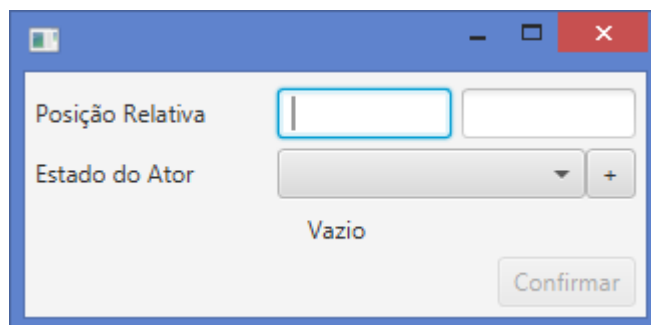 Posição Relativa
Estado do Ator +
Vazio
Confirmar